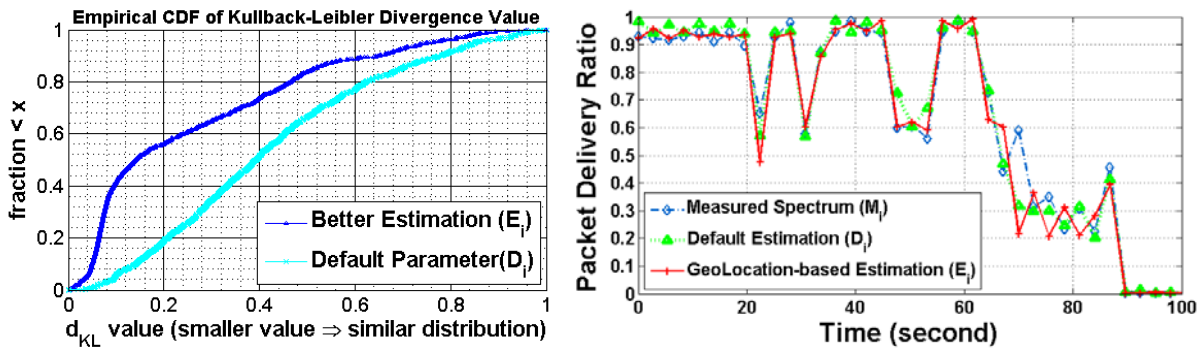 Empirical CDF of Kullback-Leibler Divergence Value
fraction < x
1
0.8
0.6
0.4
0.2
0
Better Estimation (E_i)
Default Parameter(D_i)
0 0.2 0.4 0.6 0.8 1
d_KL value (smaller value ⇒ similar distribution)
Packet Delivery Ratio
1
0.9
0.8
0.7
0.6
0.5
0.4
0.3
0.2
0.1
0
Measured Spectrum (M_i)
Default Estimation (D_i)
GeoLocation-based Estimation (E_i)
0 20 40 60 80 100
Time (second)